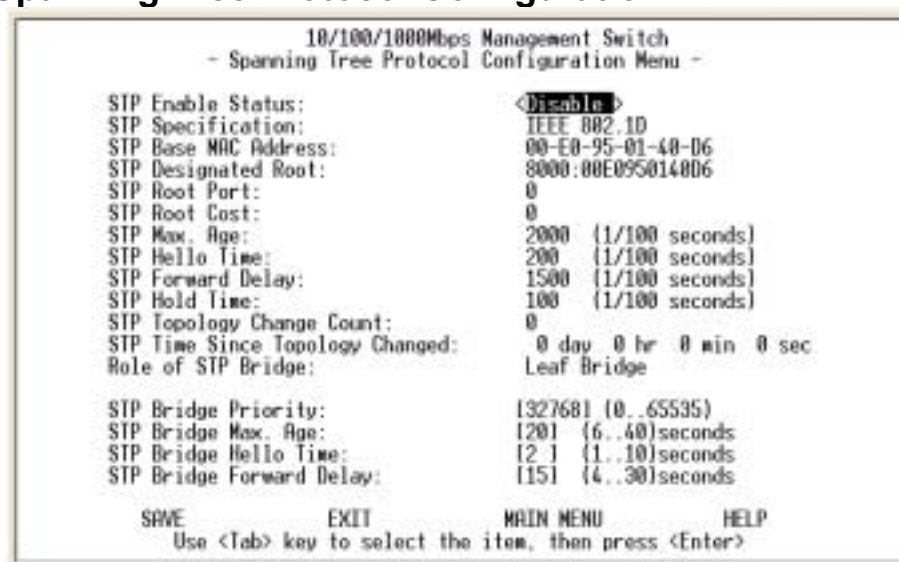 10/100/1000Mbps Management Switch
- Spanning Tree Protocol Configuration Menu -
STP Enable Status: <Disable >
STP Specification: IEEE 802.1D
STP Base MAC Address: 00-E0-95-01-40-D6
STP Designated Root: 8000:00E0950140D6
STP Root Port: 0
STP Root Cost: 0
STP Max. Age: 2000 (1/100 seconds)
STP Hello Time: 200 (1/100 seconds)
STP Forward Delay: 1500 (1/100 seconds)
STP Hold Time: 100 (1/100 seconds)
STP Topology Change Count: 0
STP Time Since Topology Changed: 0 day 0 hr 0 min 0 sec
Role of STP Bridge: Leaf Bridge
STP Bridge Priority: [32768] (0..65535)
STP Bridge Max. Age: [20] (6..40)seconds
STP Bridge Hello Time: [2 ] (1..10)seconds
STP Bridge Forward Delay: [15] (4..30)seconds
SAVE EXIT MAIN MENU HELP
Use <Tab> key to select the item, then press <Enter>